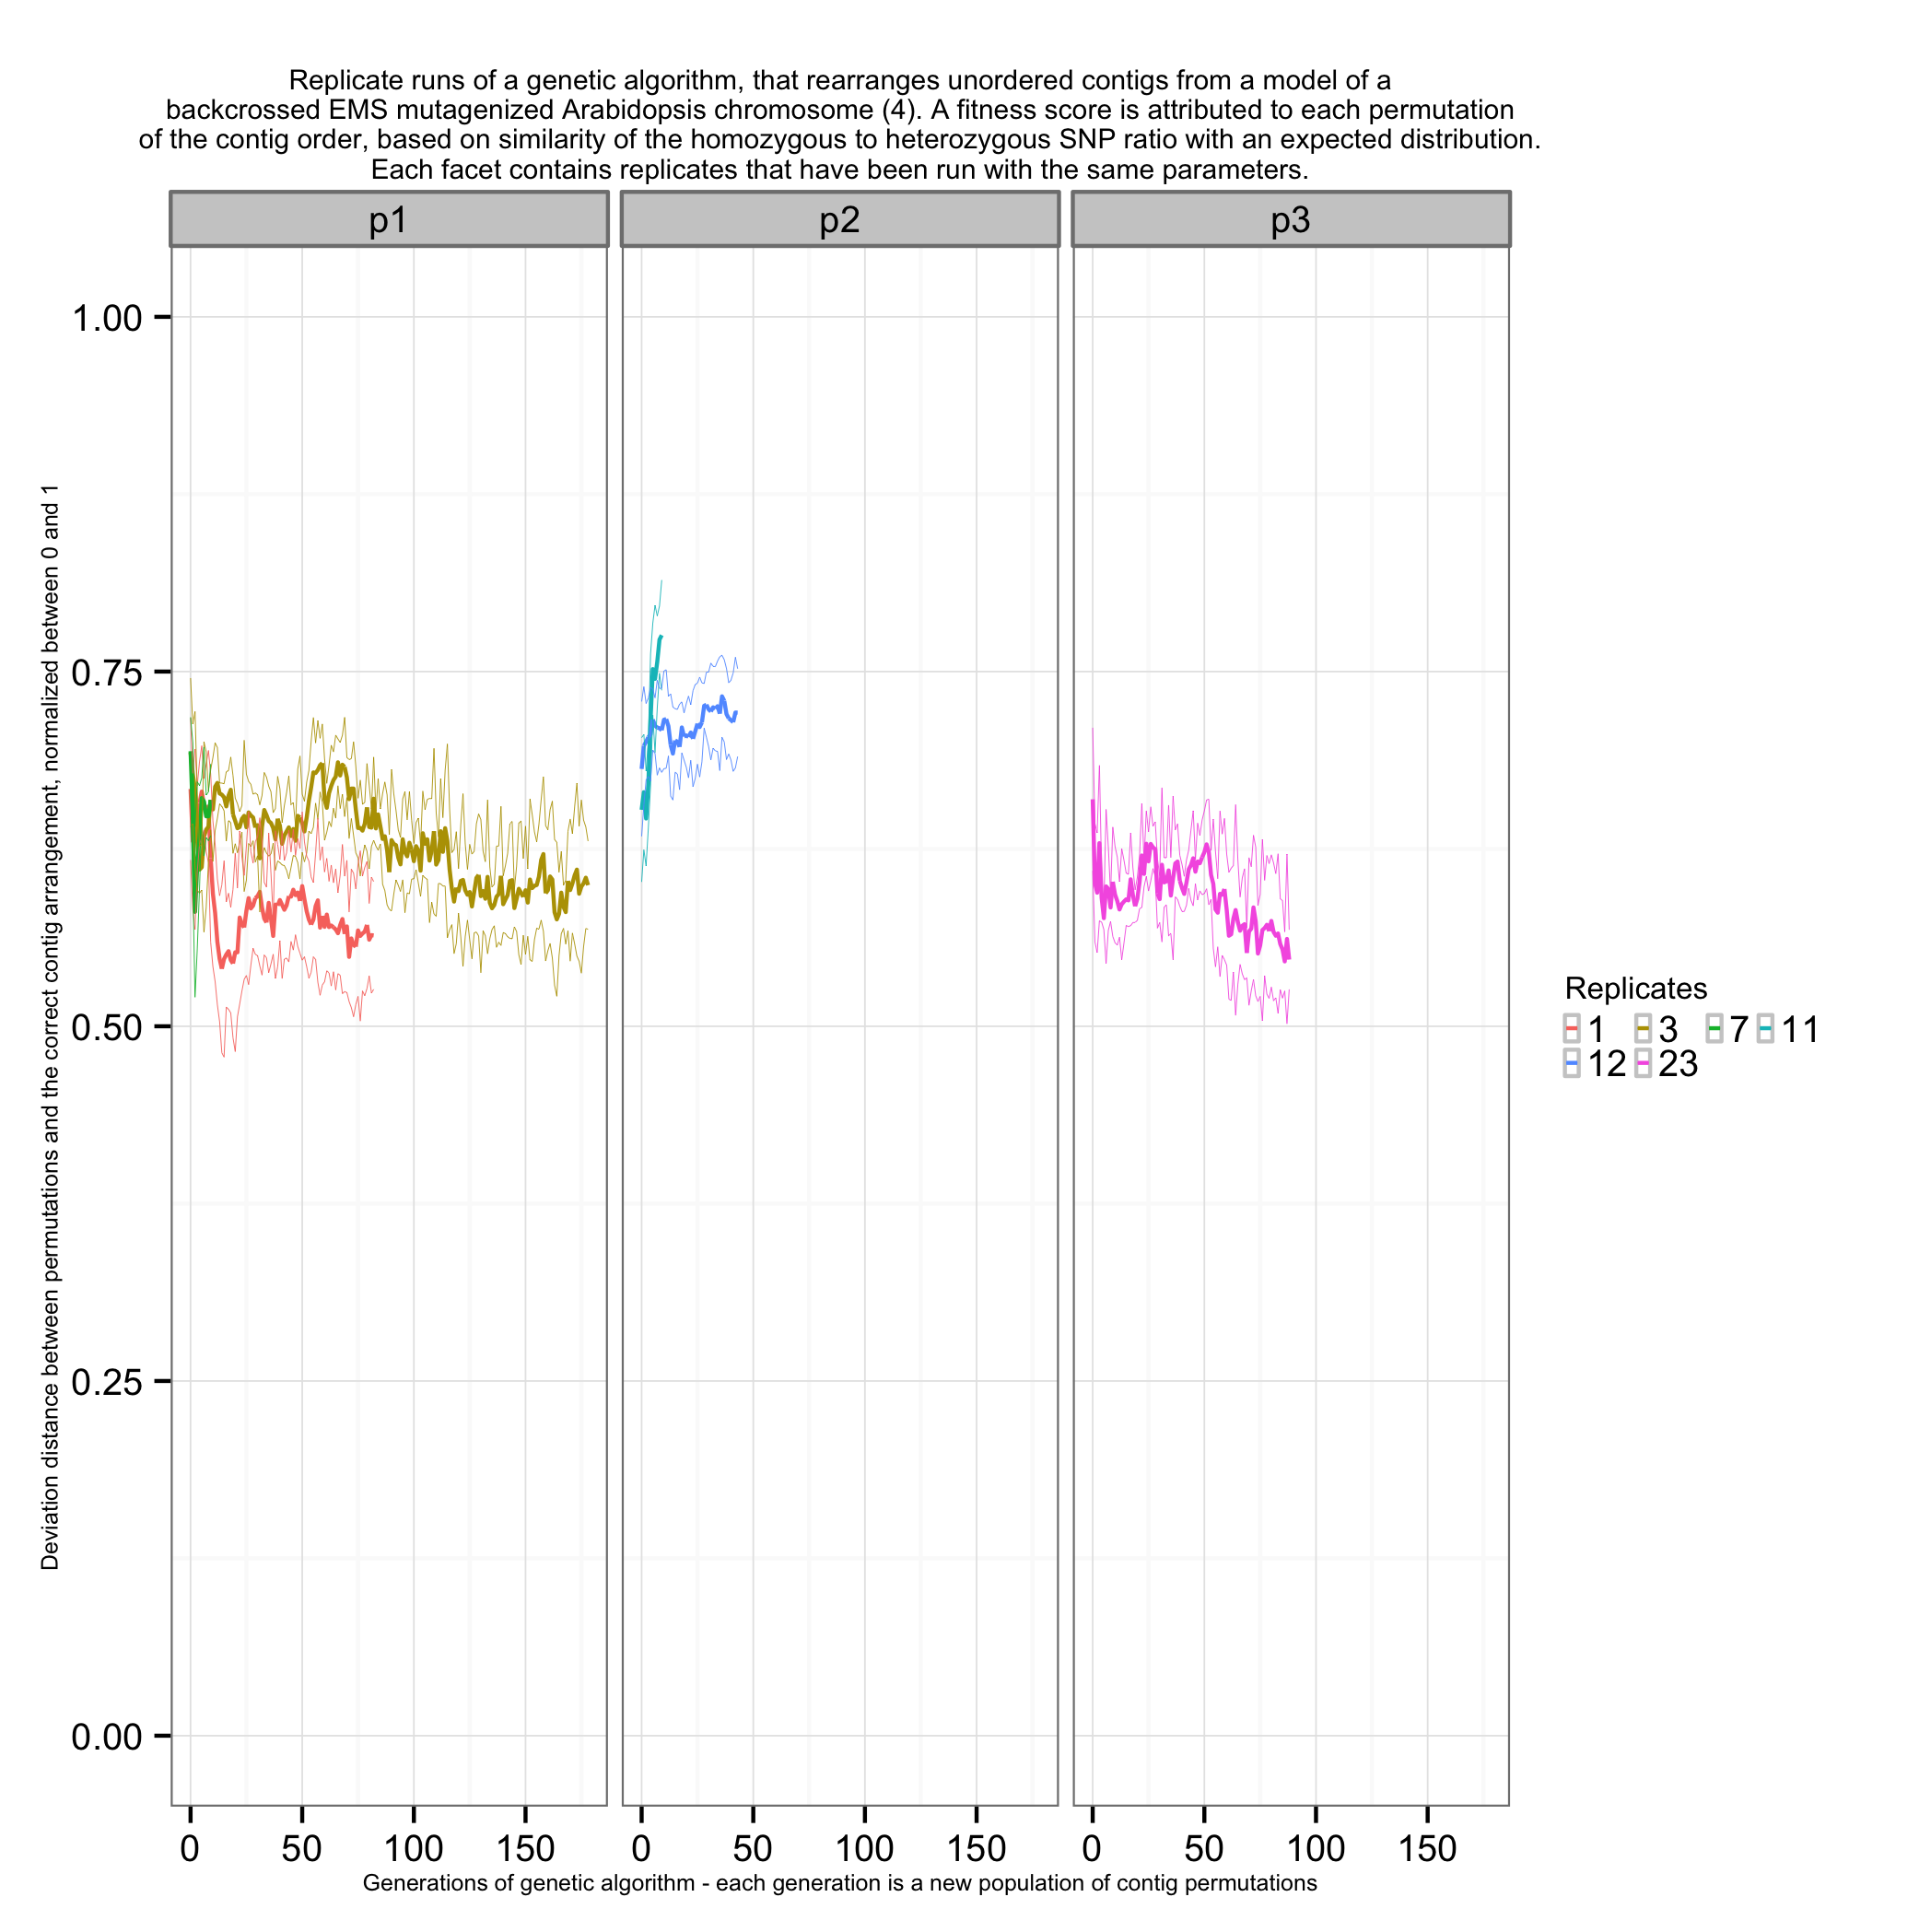 Replicate runs of a genetic algorithm, that rearranges unordered contigs from a model of a
backcrossed EMS mutagenized Arabidopsis chromosome (4). A fitness score is attributed to each permutation
of the contig order, based on similarity of the homozygous to heterozygous SNP ratio with an expected distribution.
Each facet contains replicates that have been run with the same parameters.
p1 p2 p3
Deviation distance between permutations and the correct contig arrangement, normalized between 0 and 1
1.00
0.75
0.50
0.25
0.00
0 50 100 150 0 50 100 150 0 50 100 150
Generations of genetic algorithm - each generation is a new population of contig permutations
Replicates
1 3 7 11
12 23